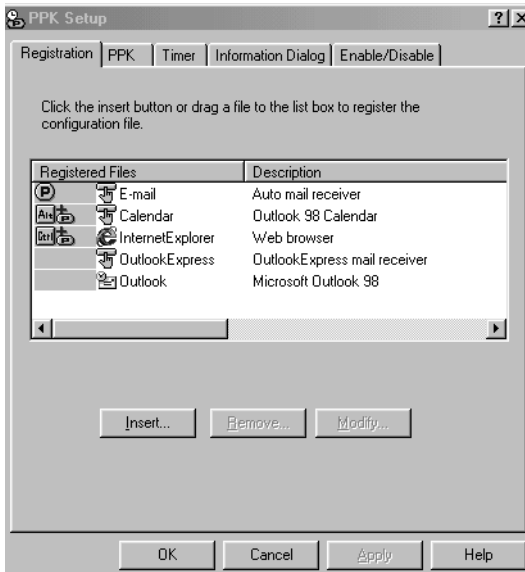 PPK Setup
Registration PPK Timer Information Dialog Enable/Disable
Click the insert button or drag a file to the list box to register the
configuration file.
Registered Files Description
P E-mail Auto mail receiver
Alt + P Calendar Outlook 98 Calendar
Ctrl + P InternetExplorer Web browser
OutlookExpress OutlookExpress mail receiver
Outlook Microsoft Outlook 98
Insert... Remove... Modify...
OK Cancel Apply Help